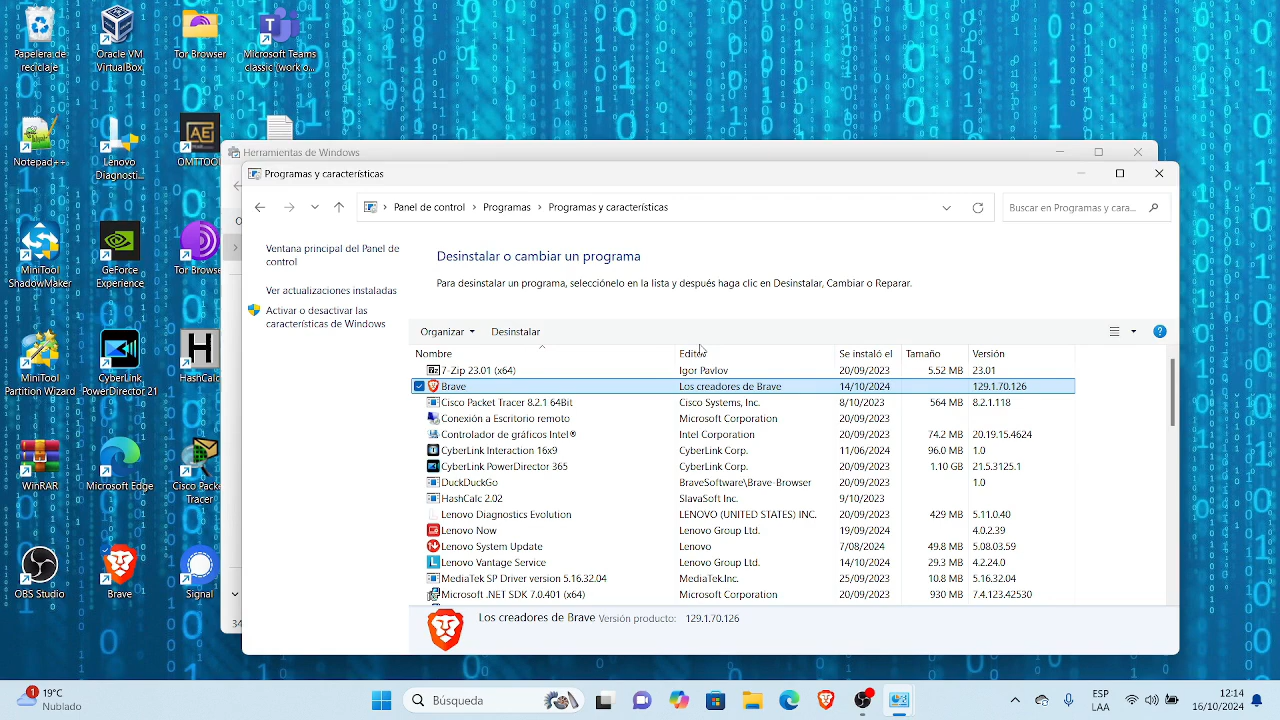 Papelera de
reciclaje
Oracle VM
VirtualBox
Tor Browser
Microsoft Teams
classic (work o...
Notepad++
Lenovo
Diagnosti...
OMTTOOL
MiniTool
ShadowMaker
GeForce
Experience
Tor Browse
MiniTool
Partition Wizard
CyberLink
PowerDirector 21
HashCalc
WinRAR
Microsoft Edge
Cisco Packet
Tracer
OBS Studio
Brave
Signal
Herramientas de Windows
Programas y características
Panel de control
Programas
Programas y características
Buscar en Programas y cara...
Ventana principal del Panel de
control
Ver actualizaciones instaladas
Activar o desactivar las
características de Windows
Desinstalar o cambiar un programa
Para desinstalar un programa, selecciónelo en la lista y después haga clic en Desinstalar, Cambiar o Reparar.
Organizar
Desinstalar
Nombre Editor Se instaló el Tamaño Versión
7-Zip 23.01 (x64) Igor Pavlov 20/09/2023 5.52 MB 23.01
Brave Los creadores de Brave 14/10/2024 129.1.70.126
Cisco Packet Tracer 8.2.1 64Bit Cisco Systems, Inc. 8/10/2023 564 MB 8.2.1.118
Conexión a Escritorio remoto Microsoft Corporation 20/09/2023
Controlador de gráficos Intel® Intel Corporation 20/09/2023 74.2 MB 20.19.15.4624
CyberLink Interaction 16x9 CyberLink Corp. 11/06/2024 96.0 MB 1.0
CyberLink PowerDirector 365 CyberLink Corp. 20/09/2023 1.10 GB 21.5.3125.1
DuckDuckGo BraveSoftware\Brave-Browser 20/09/2023 1.0
HashCalc 2.02 SlavaSoft Inc. 9/10/2023
Lenovo Diagnostics Evolution LENOVO (UNITED STATES) INC. 20/09/2023 429 MB 5.11.0.40
Lenovo Now Lenovo Group Ltd. 19/09/2024 4.0.2.39
Lenovo System Update Lenovo 7/08/2024 49.8 MB 5.08.03.59
Lenovo Vantage Service Lenovo Group Ltd. 14/10/2024 29.3 MB 4.2.24.0
MediaTek SP Driver version 5.16.32.04 MediaTek.Inc. 25/09/2023 10.8 MB 5.16.32.04
Microsoft .NET SDK 7.0.401 (x64) Microsoft Corporation 20/09/2023 930 MB 7.4.123.42530
Los creadores de Brave Versión producto: 129.1.70.126
34
1
19°C
Nublado
Búsqueda
ESP
LAA
12:14
16/10/2024